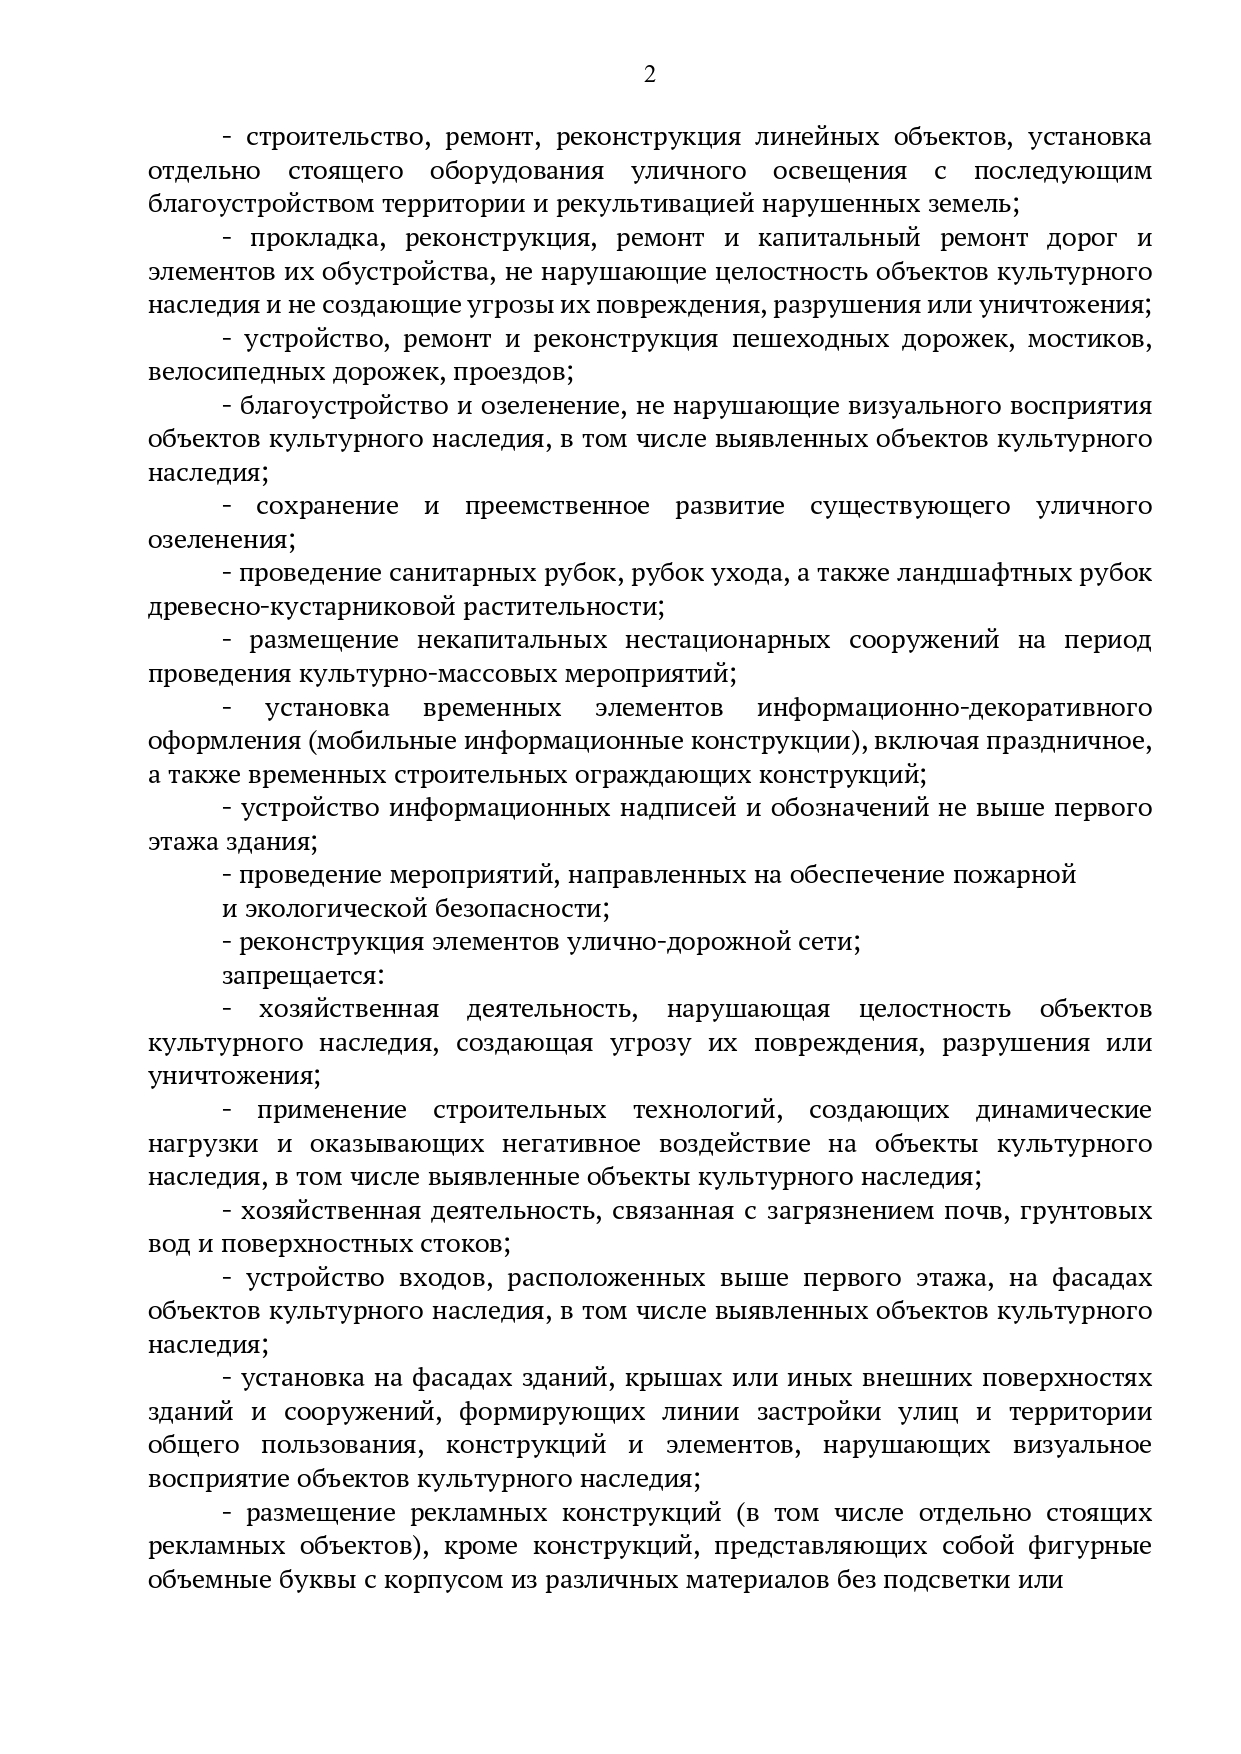 2
- строительство, ремонт, реконструкция линейных объектов, установка
отдельно стоящего оборудования уличного освещения с последующим
благоустройством территории и рекультивацией нарушенных земель;
- прокладка, реконструкция, ремонт и капитальный ремонт дорог и
элементов их обустройства, не нарушающие целостность объектов культурного
наследия и не создающие угрозы их повреждения, разрушения или уничтожения;
- устройство, ремонт и реконструкция пешеходных дорожек, мостиков,
велосипедных дорожек, проездов;
- благоустройство и озеленение, не нарушающие визуального восприятия
объектов культурного наследия, в том числе выявленных объектов культурного
наследия;
- сохранение и преемственное развитие существующего уличного
озеленения;
- проведение санитарных рубок, рубок ухода, а также ландшафтных рубок
древесно-кустарниковой растительности;
- размещение некапитальных нестационарных сооружений на период
проведения культурно-массовых мероприятий;
- установка временных элементов информационно-декоративного
оформления (мобильные информационные конструкции), включая праздничное,
а также временных строительных ограждающих конструкций;
- устройство информационных надписей и обозначений не выше первого
этажа здания;
- проведение мероприятий, направленных на обеспечение пожарной
и экологической безопасности;
- реконструкция элементов улично-дорожной сети;
запрещается:
- хозяйственная деятельность, нарушающая целостность объектов
культурного наследия, создающая угрозу их повреждения, разрушения или
уничтожения;
- применение строительных технологий, создающих динамические
нагрузки и оказывающих негативное воздействие на объекты культурного
наследия, в том числе выявленные объекты культурного наследия;
- хозяйственная деятельность, связанная с загрязнением почв, грунтовых
вод и поверхностных стоков;
- устройство входов, расположенных выше первого этажа, на фасадах
объектов культурного наследия, в том числе выявленных объектов культурного
наследия;
- установка на фасадах зданий, крышах или иных внешних поверхностях
зданий и сооружений, формирующих линии застройки улиц и территории
общего пользования, конструкций и элементов, нарушающих визуальное
восприятие объектов культурного наследия;
- размещение рекламных конструкций (в том числе отдельно стоящих
рекламных объектов), кроме конструкций, представляющих собой фигурные
объемные буквы с корпусом из различных материалов без подсветки или